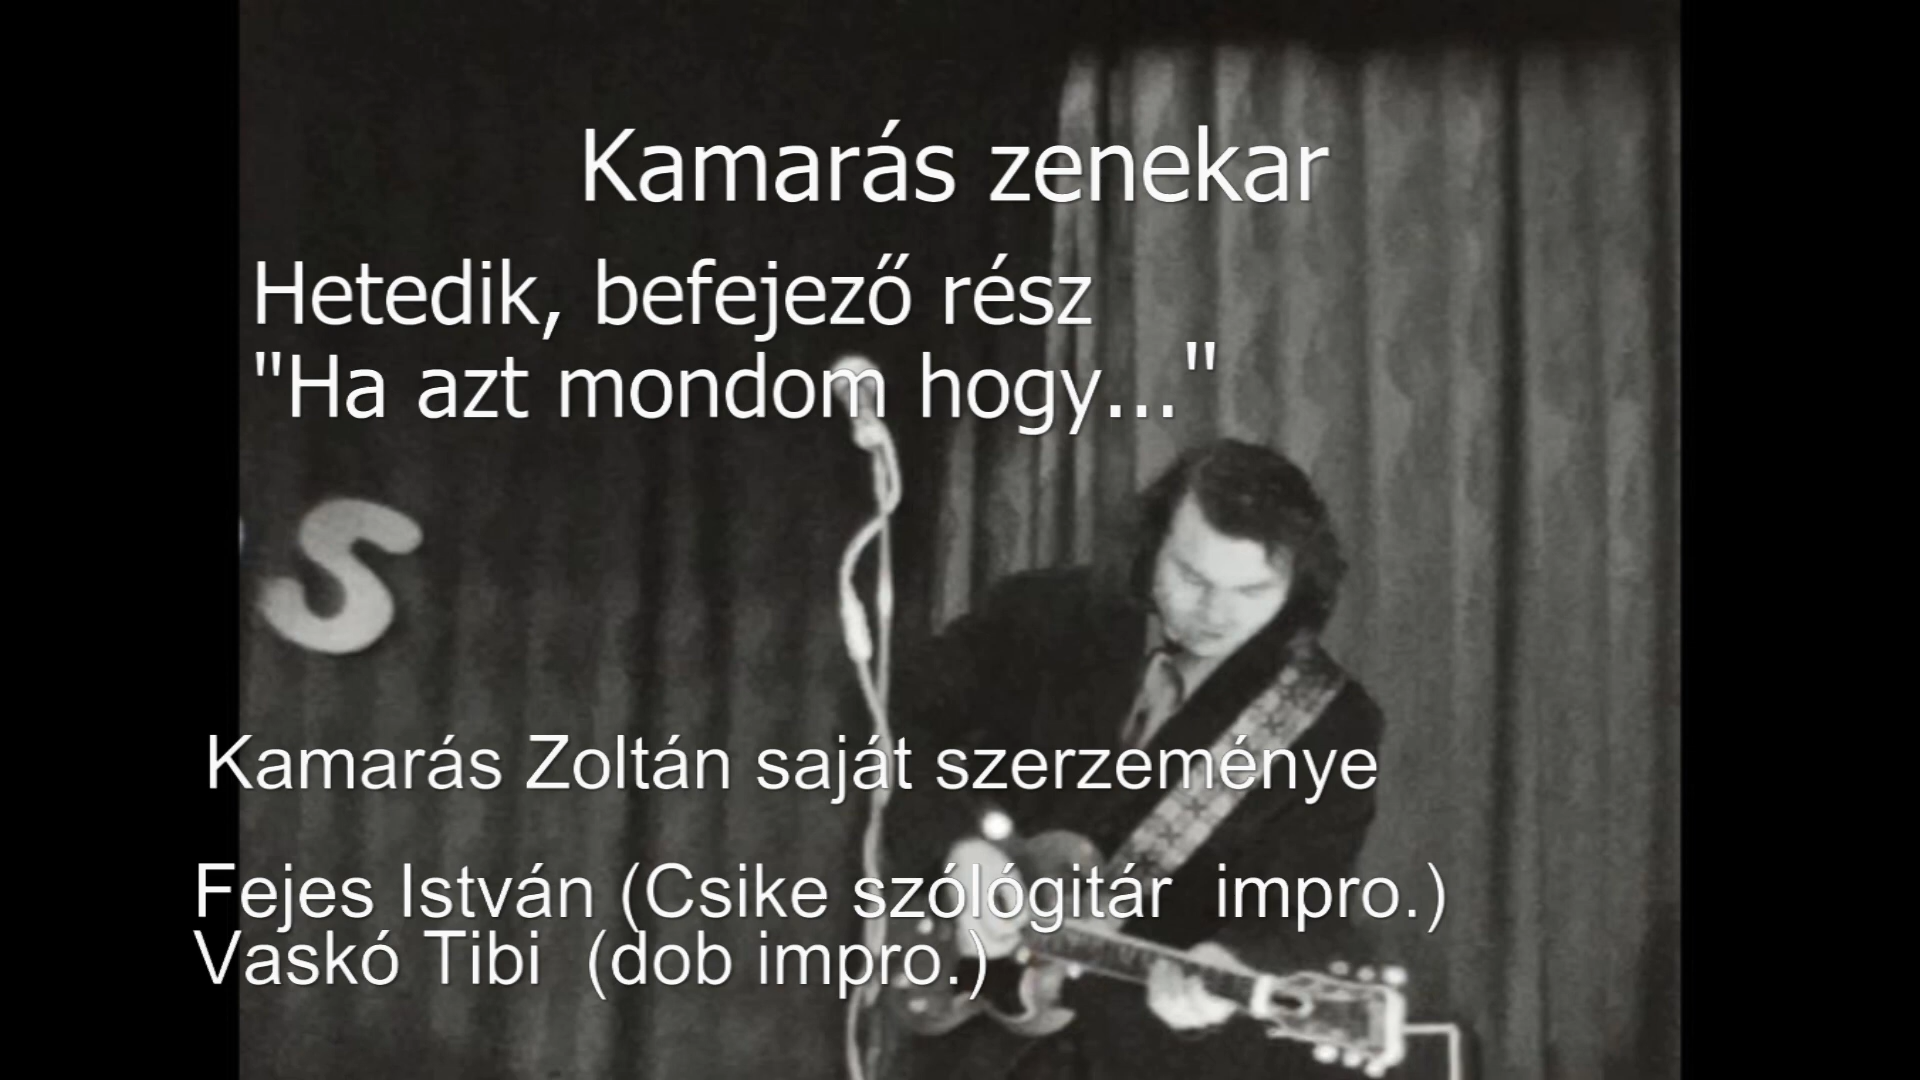 Kamarás zenekar
Hetedik, befejező rész
"Ha azt mondom hogy..."
S
Kamarás Zoltán saját szerzeménye
Fejes István (Csike szólógitár impro.)
Vaskó Tibi (dob impro.)